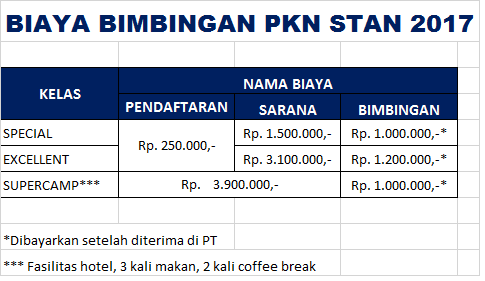 BIAYA BIMBINGAN PKN STAN 2017
KELAS NAMA BIAYA
PENDAFTARAN SARANA BIMBINGAN
SPECIAL Rp. 250.000,- Rp. 1.500.000,- Rp. 1.000.000,-*
EXCELLENT Rp. 3.100.000,- Rp. 1.200.000,-*
SUPERCAMP*** Rp. 3.900.000,- Rp. 1.000.000,-*
*Dibayarkan setelah diterima di PT
*** Fasilitas hotel, 3 kali makan, 2 kali coffee break